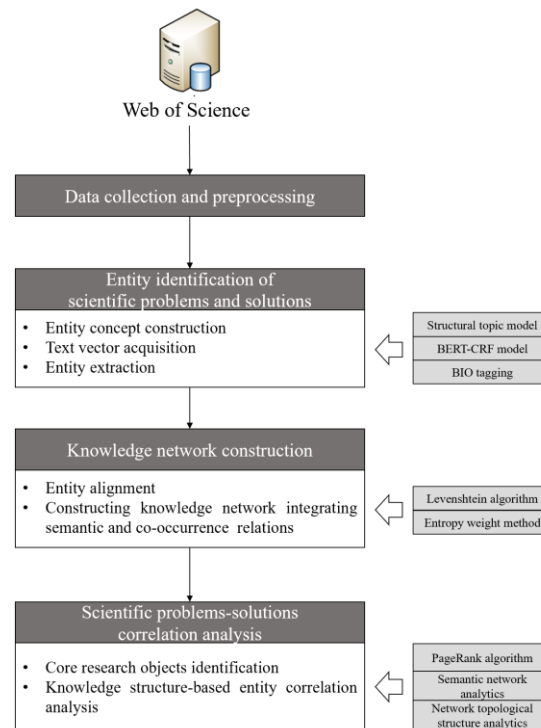 Web of Science
Data collection and preprocessing
Entity identification of
scientific problems and solutions
• Entity concept construction
• Text vector acquisition
• Entity extraction
Structural topic model
BERT-CRF model
BIO tagging
Knowledge network construction
• Entity alignment
• Constructing knowledge network integrating
semantic and co-occurrence relations
Levenshtein algorithm
Entropy weight method
Scientific problems-solutions
correlation analysis
• Core research objects identification
• Knowledge structure-based entity correlation
analysis
PageRank algorithm
Semantic network
analytics
Network topological
structure analytics